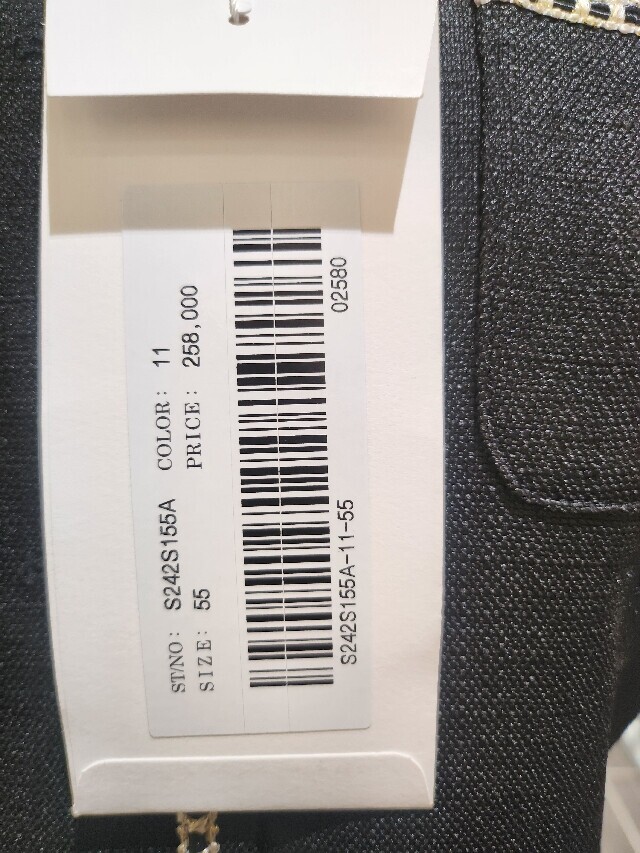 ST/NO: S242S155A COLOR: 11
SIZE: 55 PRICE: 258,000
S242S155A-11-55 02580